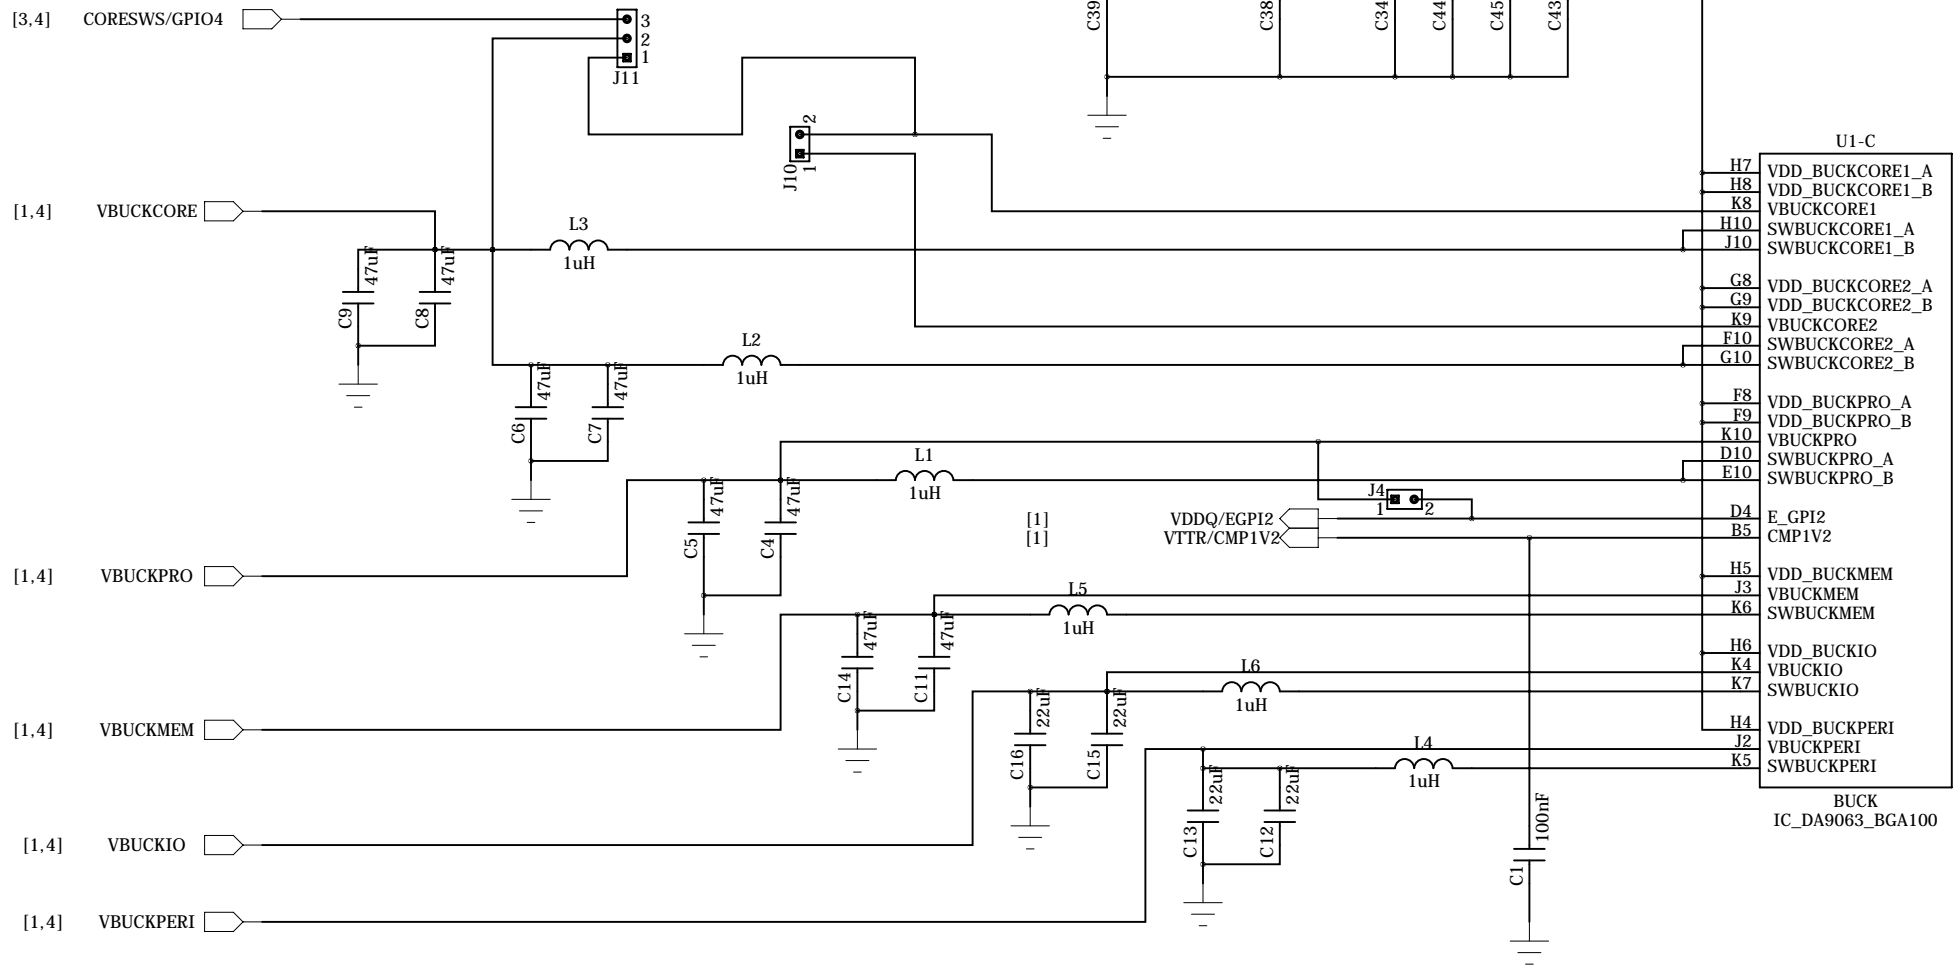 [3,4] CORESWS/GPIO4
3
2
1
J11
C39
C38
C34
C44
C45
C43
2
1
J10
U1-C
H7 VDD_BUCKCORE1_A
H8 VDD_BUCKCORE1_B
K8 VBUCKCORE1
H10 SWBUCKCORE1_A
J10 SWBUCKCORE1_B
G8 VDD_BUCKCORE2_A
G9 VDD_BUCKCORE2_B
K9 VBUCKCORE2
F10 SWBUCKCORE2_A
G10 SWBUCKCORE2_B
F8 VDD_BUCKPRO_A
F9 VDD_BUCKPRO_B
K10 VBUCKPRO
D10 SWBUCKPRO_A
E10 SWBUCKPRO_B
D4 E_GPI2
B5 CMP1V2
H5 VDD_BUCKMEM
J3 VBUCKMEM
K6 SWBUCKMEM
H6 VDD_BUCKIO
K4 VBUCKIO
K7 SWBUCKIO
H4 VDD_BUCKPERI
J2 VBUCKPERI
K5 SWBUCKPERI
BUCK
IC_DA9063_BGA100
[1,4] VBUCKCORE
L3
1uH
C9
47uF
C8
47uF
L2
1uH
C6
47uF
C7
47uF
L1
1uH
C5
47uF
C4
47uF
J4
1
2
[1] VDDQ/EGPI2
[1] VTTR/CMP1V2
[1,4] VBUCKPRO
L5
1uH
C14
47uF
C11
47uF
L6
1uH
C16
22uF
C15
22uF
[1,4] VBUCKMEM
L4
1uH
C13
22uF
C12
22uF
C1
100nF
[1,4] VBUCKIO
[1,4] VBUCKPERI